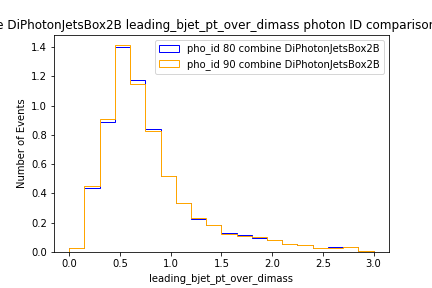 e DiPhotonJetsBox2B leading_bjet_pt_over_dimass photon ID comparison
pho_id 80 combine DiPhotonJetsBox2B
pho_id 90 combine DiPhotonJetsBox2B
Number of Events
1.4
1.2
1.0
0.8
0.6
0.4
0.2
0.0
0.0 0.5 1.0 1.5 2.0 2.5 3.0
leading_bjet_pt_over_dimass